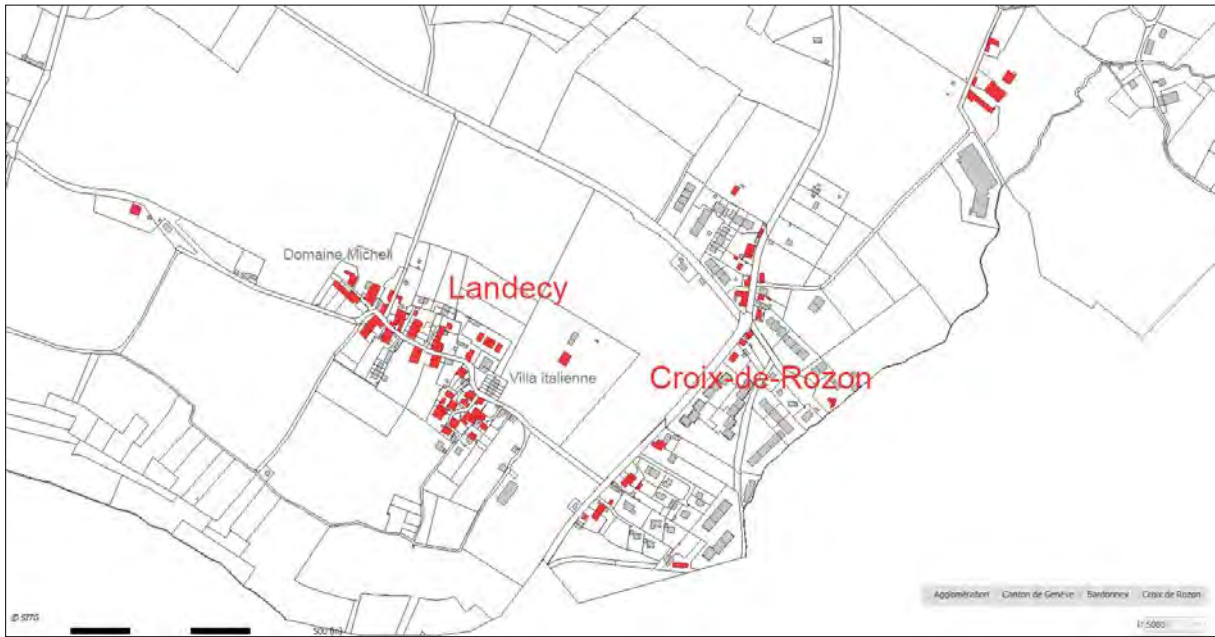 Domaine Micheli
Landecy
Villa italienne
Croix-de-Rozon
Agglomération Canton de Genève Bardonnex Croix de Rozon
© SITG
500 (m)
1: 5000